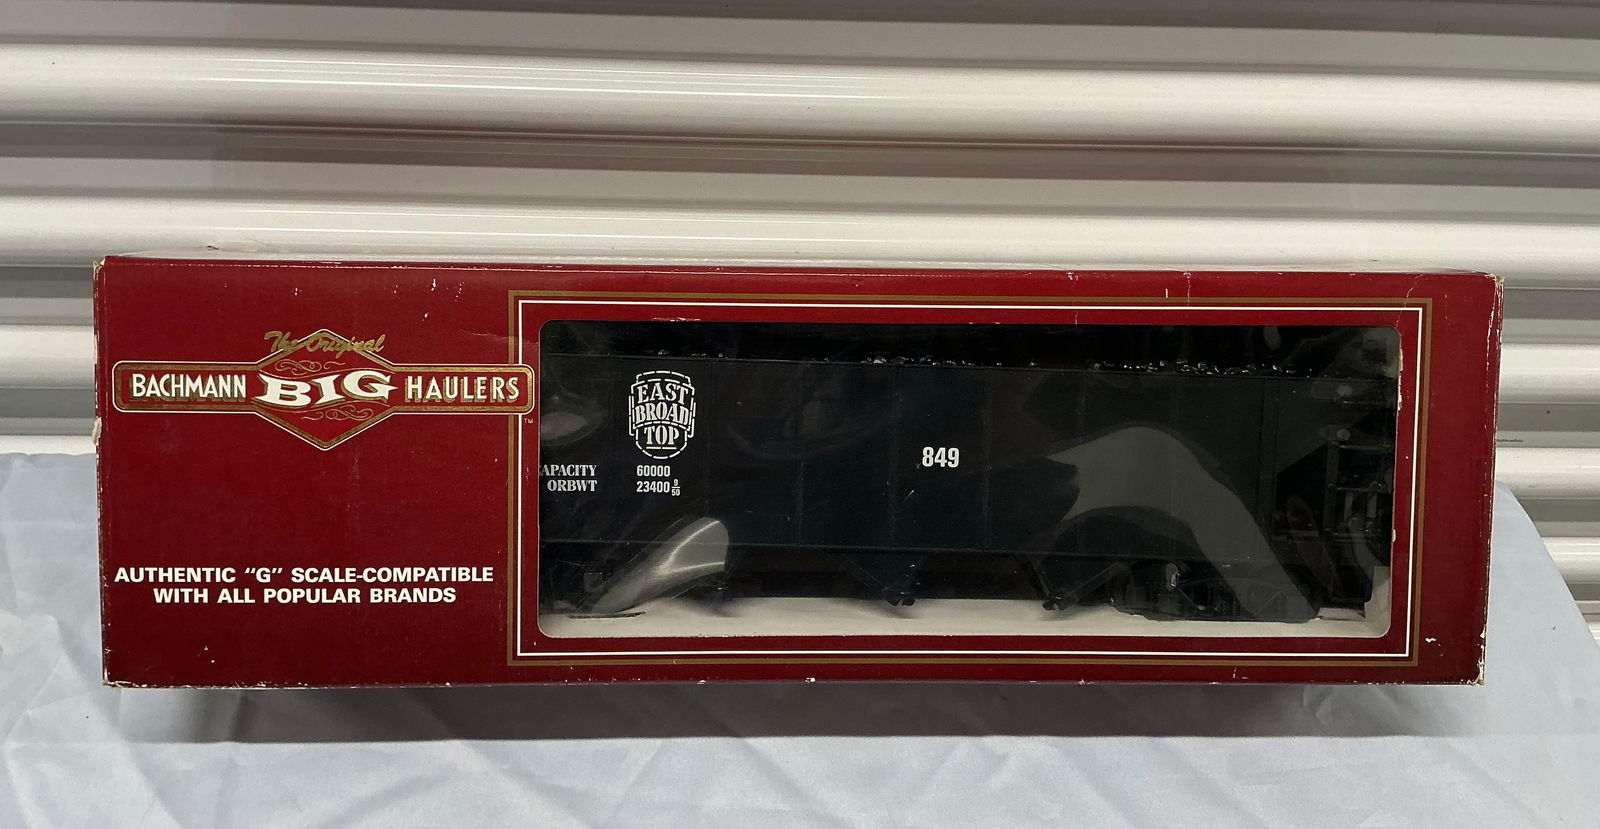 The Original
BACHMANN BIG HAULERS
™
AUTHENTIC "G" SCALE-COMPATIBLE
WITH ALL POPULAR BRANDS
EAST
BROAD
TOP
APACITY 60000
ORBWT 23400 9/50
849